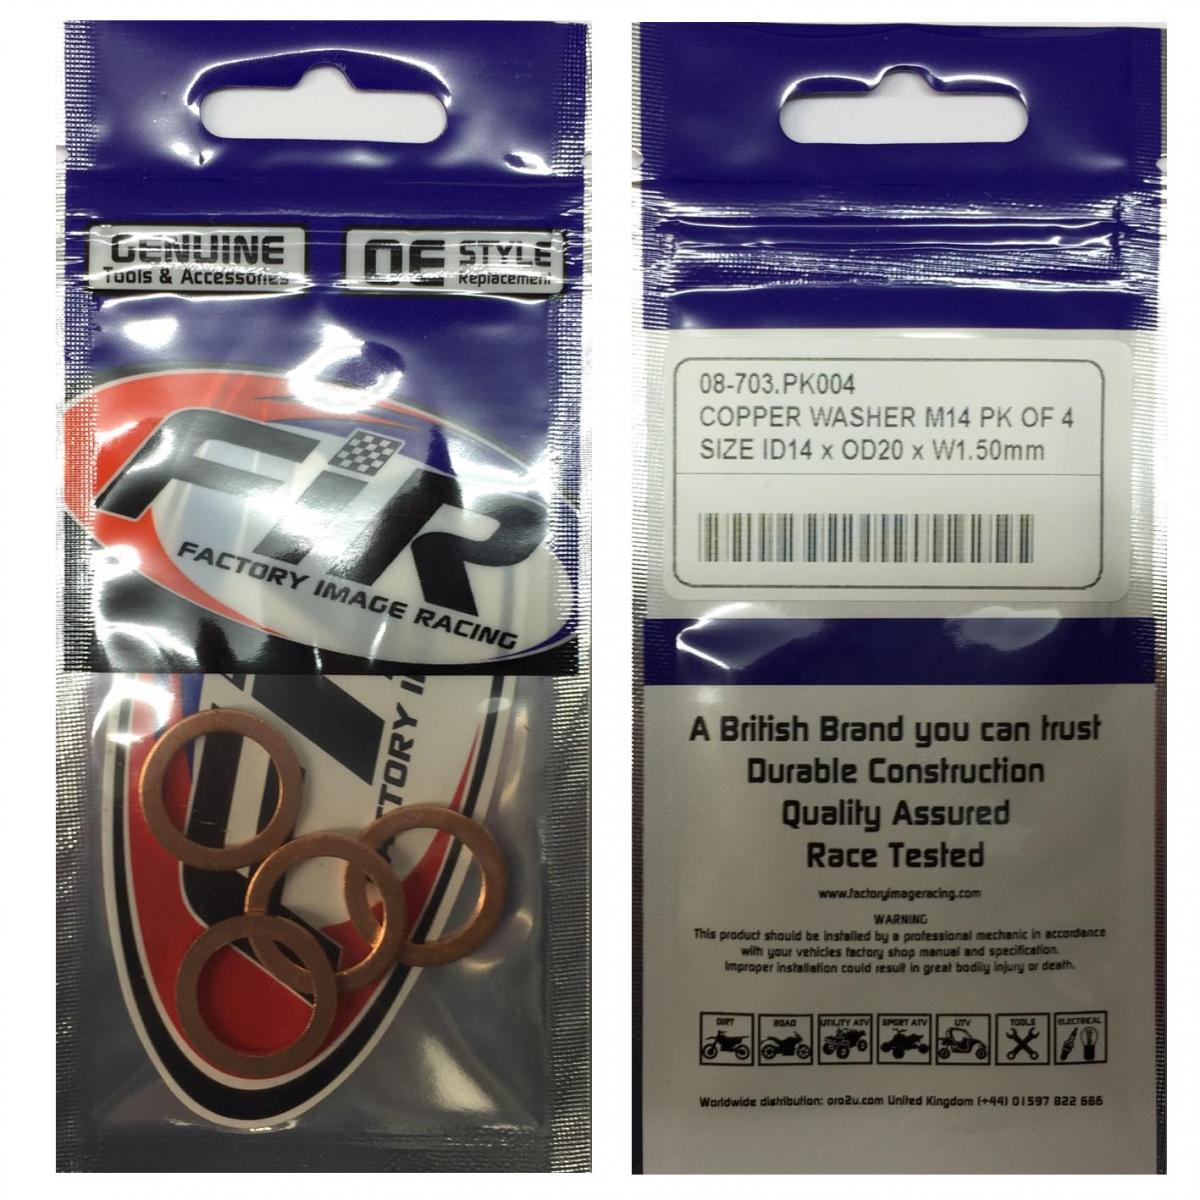 GENUINE
Tools & Accessories
OE STYLE
Replacement
FiR
FACTORY IMAGE RACING
08-703.PK004
COPPER WASHER M14 PK OF 4
SIZE ID14 x OD20 x W1.50mm
A British Brand you can trust
Durable Construction
Quality Assured
Race Tested
www.factoryimageracing.com
WARNING
This product should be installed by a professional mechanic in accordance
with your vehicles factory shop manual and specification.
Improper installation could result in great bodily injury or death.
DIRT ROAD UTILITY ATV SPORT ATV UTV TOOLS ELECTRICAL
Worldwide distribution: oro2u.com United Kingdom (+44) 01597 822 666